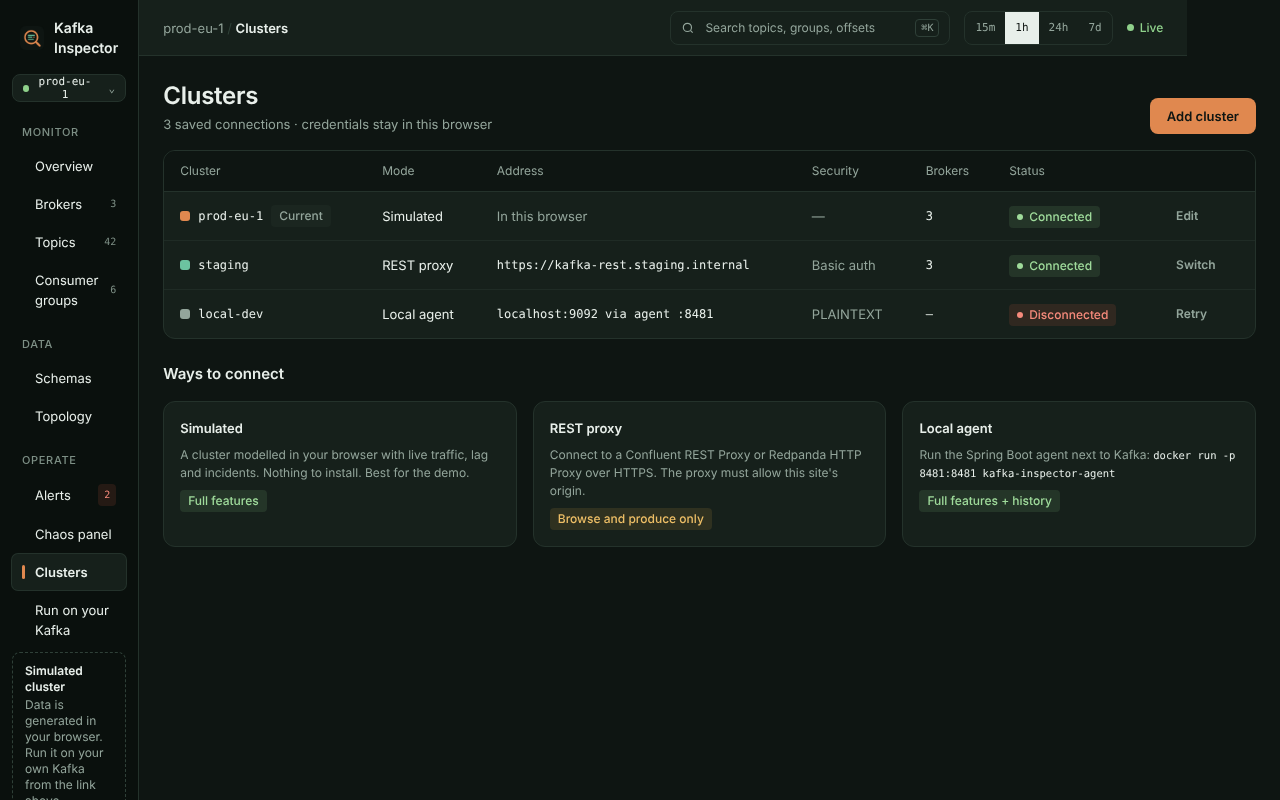 Kafka
Inspector
prod-eu-
1
MONITOR
Overview
Brokers 3
Topics 42
Consumer
groups 6
DATA
Schemas
Topology
OPERATE
Alerts 2
Chaos panel
Clusters
Run on your
Kafka
Simulated
cluster
Data is
generated in
your browser.
Run it on your
own Kafka
from the link
prod-eu-1 / Clusters
Search topics, groups, offsets ⌘K
15m 1h 24h 7d
Live
Clusters
3 saved connections · credentials stay in this browser
Add cluster
Cluster Mode Address Security Brokers Status
prod-eu-1 Current Simulated In this browser — 3 Connected Edit
staging REST proxy https://kafka-rest.staging.internal Basic auth 3 Connected Switch
local-dev Local agent localhost:9092 via agent :8481 PLAINTEXT – Disconnected Retry
Ways to connect
Simulated
A cluster modelled in your browser with live traffic, lag
and incidents. Nothing to install. Best for the demo.
Full features
REST proxy
Connect to a Confluent REST Proxy or Redpanda HTTP
Proxy over HTTPS. The proxy must allow this site's
origin.
Browse and produce only
Local agent
Run the Spring Boot agent next to Kafka: docker run -p
8481:8481 kafka-inspector-agent
Full features + history